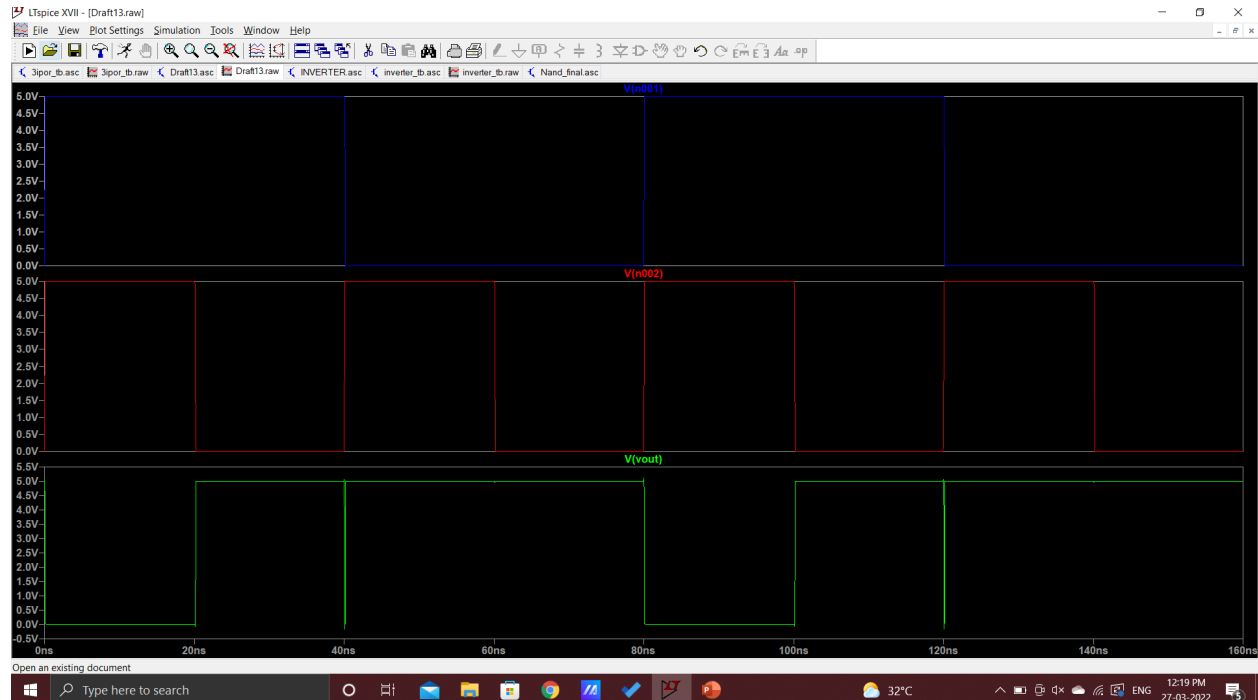 LTspice XVII - [Draft13.raw]
File View Plot Settings Simulation Tools Window Help
3ipor_tb.asc 3ipor_tb.raw Draft13.asc Draft13.raw INVERTER.asc inverter_tb.asc inverter_tb.raw Nand_final.asc
V(n001)
5.0V
4.5V
4.0V
3.5V
3.0V
2.5V
2.0V
1.5V
1.0V
0.5V
0.0V
V(n002)
5.0V
4.5V
4.0V
3.5V
3.0V
2.5V
2.0V
1.5V
1.0V
0.5V
0.0V
V(vout)
5.5V
5.0V
4.5V
4.0V
3.5V
3.0V
2.5V
2.0V
1.5V
1.0V
0.5V
0.0V
-0.5V
0ns 20ns 40ns 60ns 80ns 100ns 120ns 140ns 160ns
Open an existing document
Type here to search 32°C ENG 12:19 PM
27-03-2022